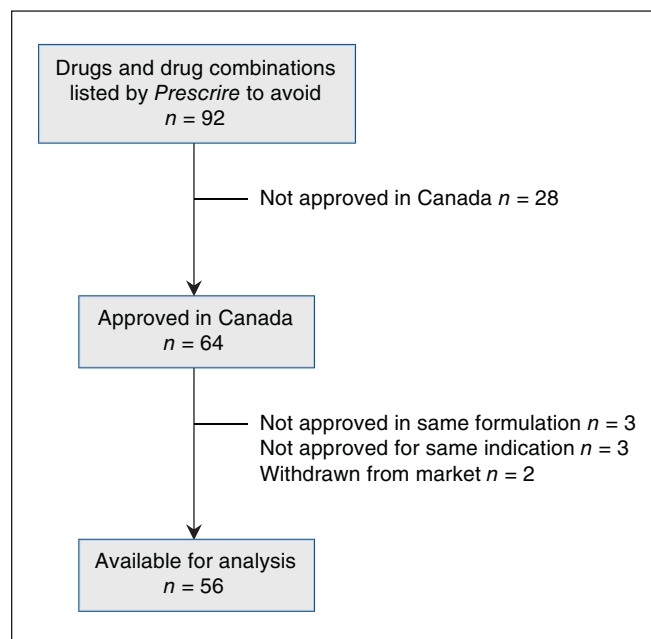 Drugs and drug combinations
listed by Prescrire to avoid
n = 92
Not approved in Canada n = 28
Approved in Canada
n = 64
Not approved in same formulation n = 3
Not approved for same indication n = 3
Withdrawn from market n = 2
Available for analysis
n = 56